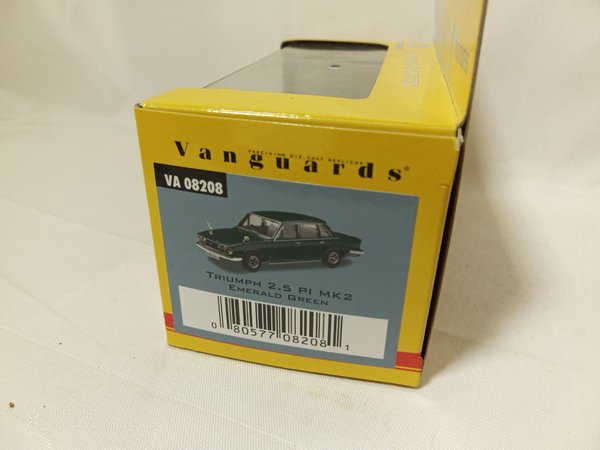 Vanguards®
PRECISION DIE-CAST REPLICAS
VA 08208
TRIUMPH 2.5 PI MK2
EMERALD GREEN
0 80577 08208 1